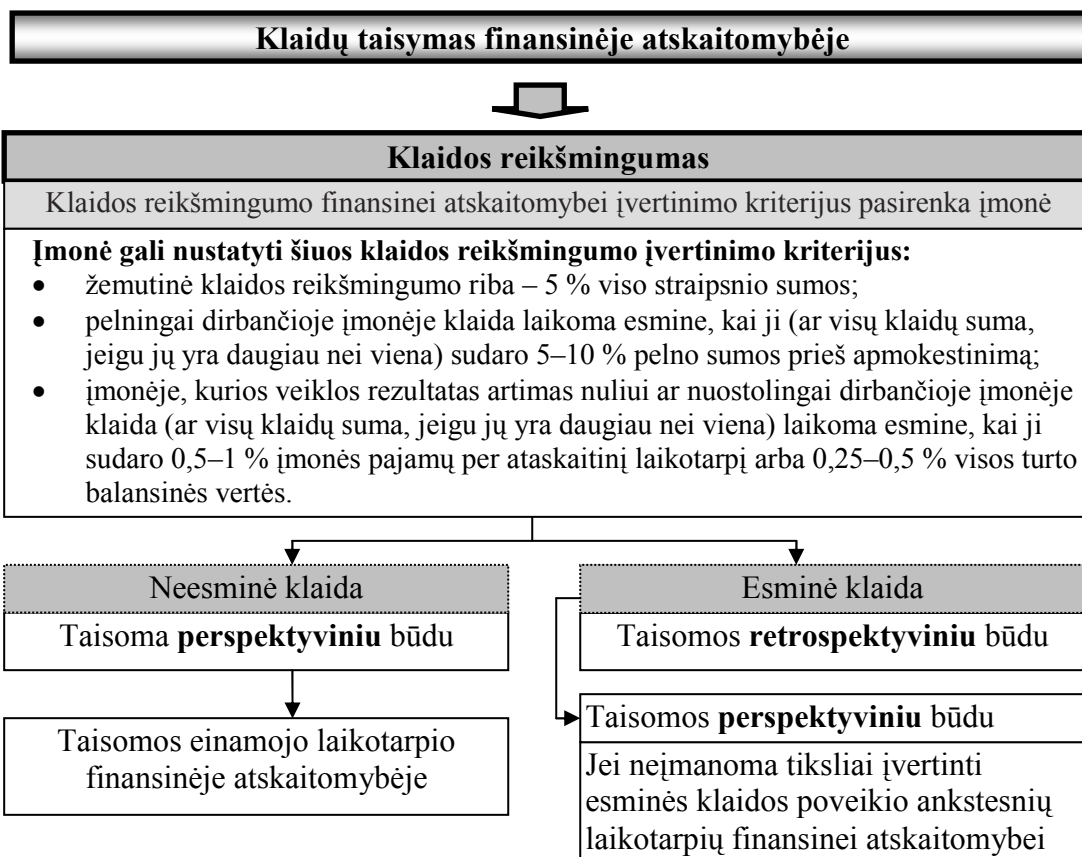 Klaidų taisymas finansinėje atskaitomybėje
Klaidos reikšmingumas
Klaidos reikšmingumo finansinei atskaitomybei įvertinimo kriterijus pasirenka įmonė
Įmonė gali nustatyti šiuos klaidos reikšmingumo įvertinimo kriterijus:
• žemutinė klaidos reikšmingumo riba – 5 % viso straipsnio sumos;
• pelningai dirbančioje įmonėje klaida laikoma esmine, kai ji (ar visų klaidų suma,
jeigu jų yra daugiau nei viena) sudaro 5–10 % pelno sumos prieš apmokestinimą;
• įmonėje, kurios veiklos rezultatas artimas nuliui ar nuostolingai dirbančioje įmonėje
klaida (ar visų klaidų suma, jeigu jų yra daugiau nei viena) laikoma esmine, kai ji
sudaro 0,5–1 % įmonės pajamų per ataskaitinį laikotarpį arba 0,25–0,5 % visos turto
balansinės vertės.
Neesminė klaida
Taisoma perspektyviniu būdu
Taisomos einamojo laikotarpio
finansinėje atskaitomybėje
Esminė klaida
Taisomos retrospektyviniu būdu
Taisomos perspektyviniu būdu
Jei neįmanoma tiksliai įvertinti
esminės klaidos poveikio ankstesnių
laikotarpių finansinei atskaitomybei